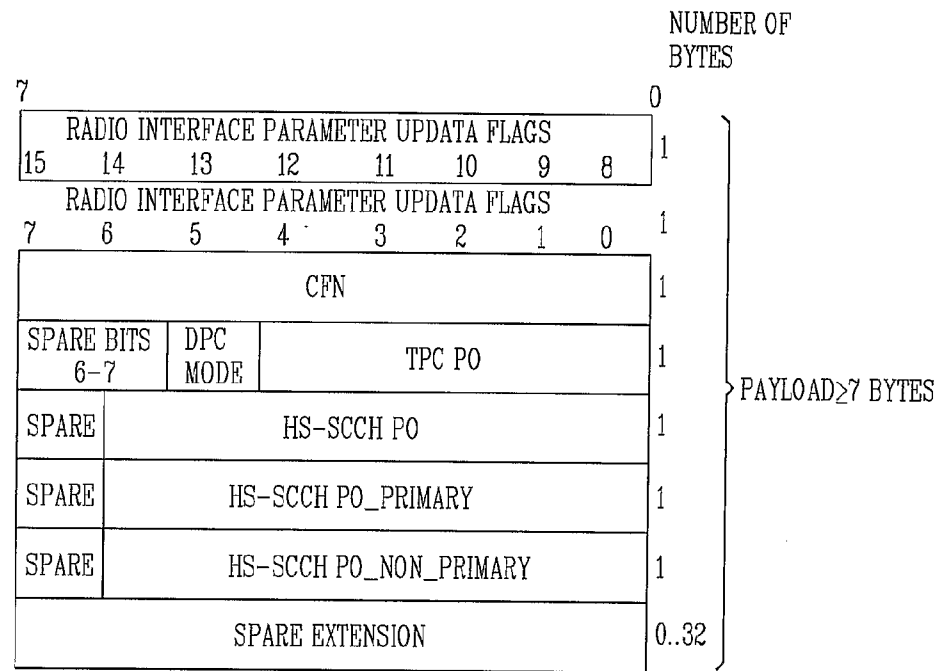 NUMBER OF
BYTES
7 0
RADIO INTERFACE PARAMETER UPDATA FLAGS
15 14 13 12 11 10 9 8
1
RADIO INTERFACE PARAMETER UPDATA FLAGS
7 6 5 4 3 2 1 0
1
CFN 1
SPARE BITS
6-7
DPC
MODE
TPC PO 1
PAYLOAD≥7 BYTES
SPARE HS-SCCH PO 1
SPARE HS-SCCH PO_PRIMARY 1
SPARE HS-SCCH PO_NON_PRIMARY 1
SPARE EXTENSION 0..32